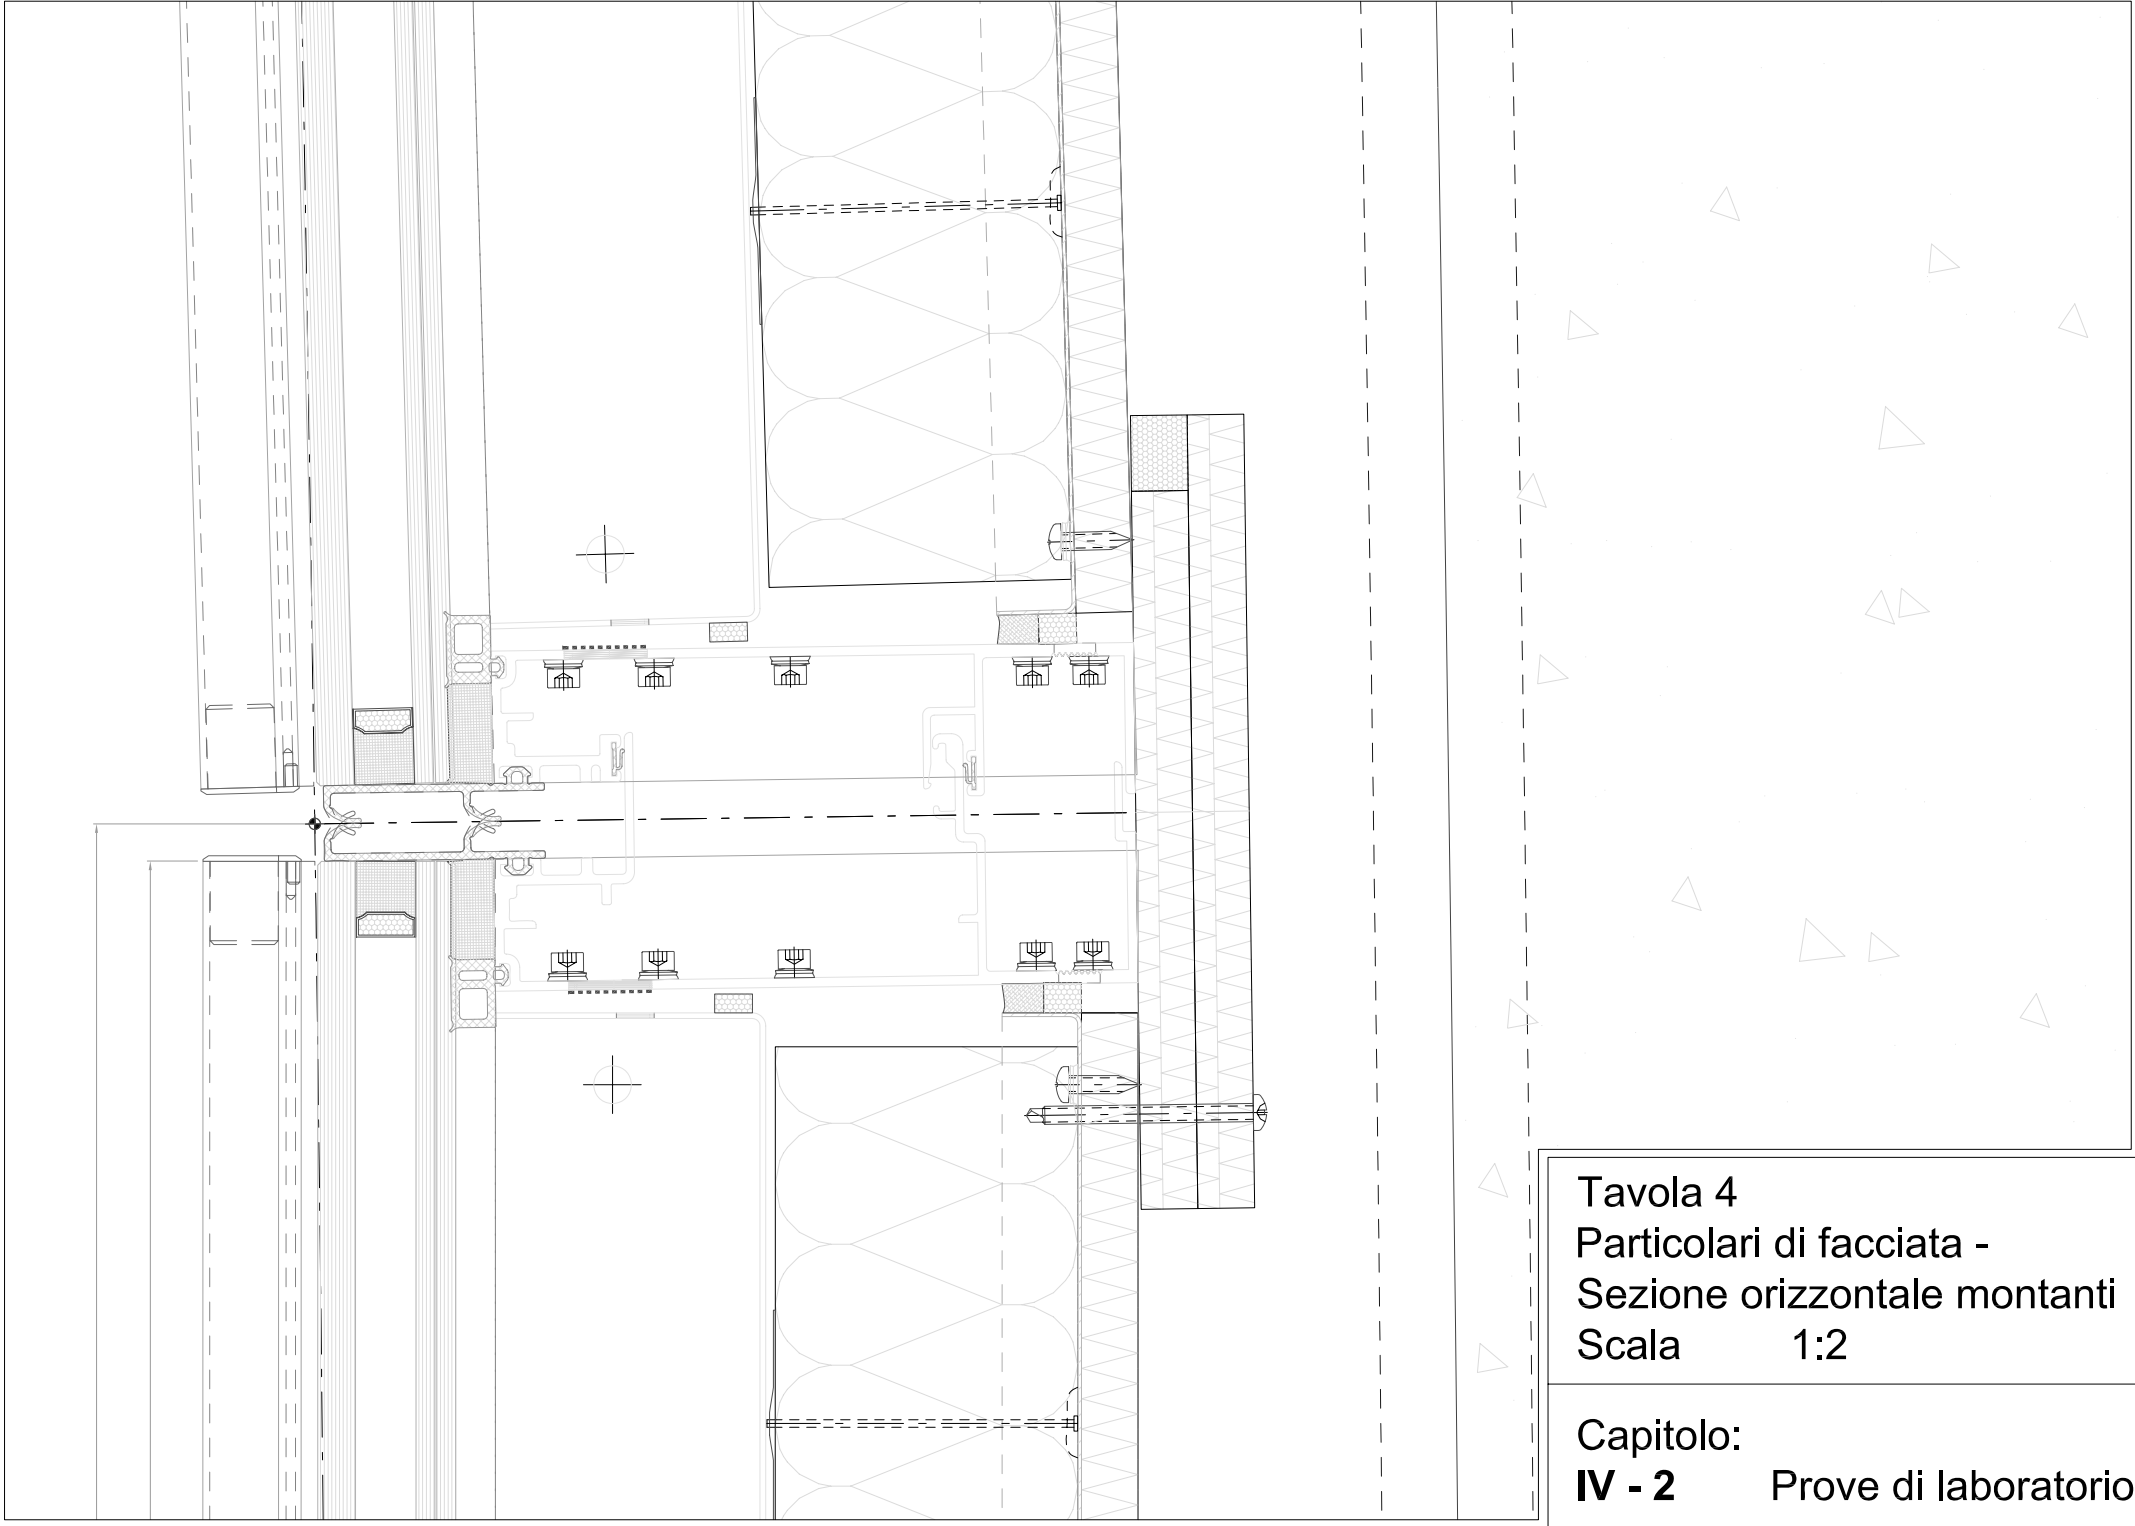 Tavola 4
Particolari di facciata -
Sezione orizzontale montanti
Scala 1:2
Capitolo:
IV - 2 Prove di laboratorio